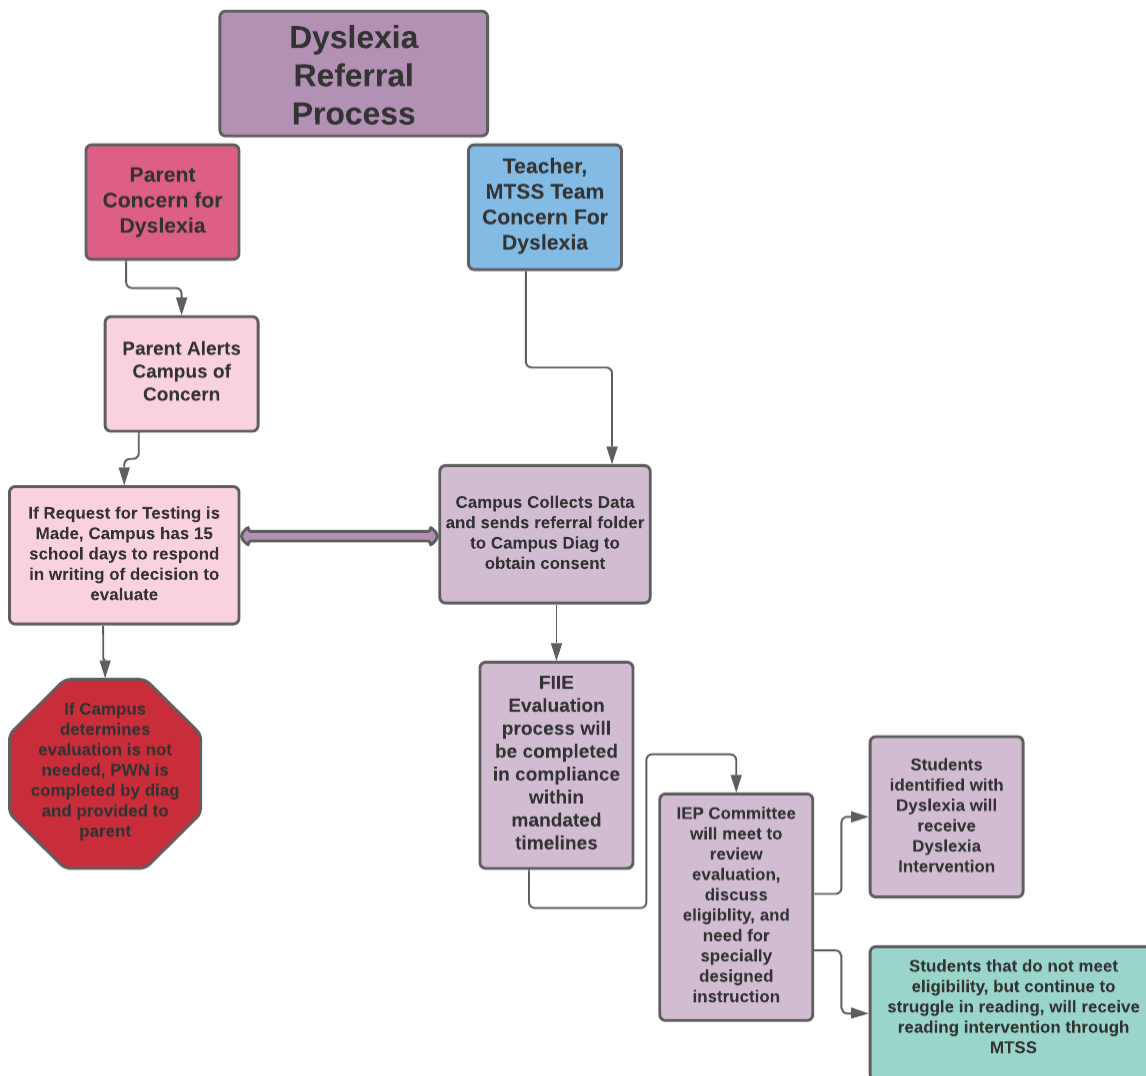 Dyslexia
Referral
Process
Parent
Concern for
Dyslexia
Teacher,
MTSS Team
Concern For
Dyslexia
Parent Alerts
Campus of
Concern
If Request for Testing is
Made, Campus has 15
school days to respond
in writing of decision to
evaluate
Campus Collects Data
and sends referral folder
to Campus Diag to
obtain consent
If Campus
determines
evaluation is not
needed, PWN is
completed by diag
and provided to
parent
FIIE
Evaluation
process will
be completed
in compliance
within
mandated
timelines
IEP Committee
will meet to
review
evaluation,
discuss
eligiblity, and
need for
specially
designed
instruction
Students
identified with
Dyslexia will
receive
Dyslexia
Intervention
Students that do not meet
eligibility, but continue to
struggle in reading, will receive
reading intervention through
MTSS